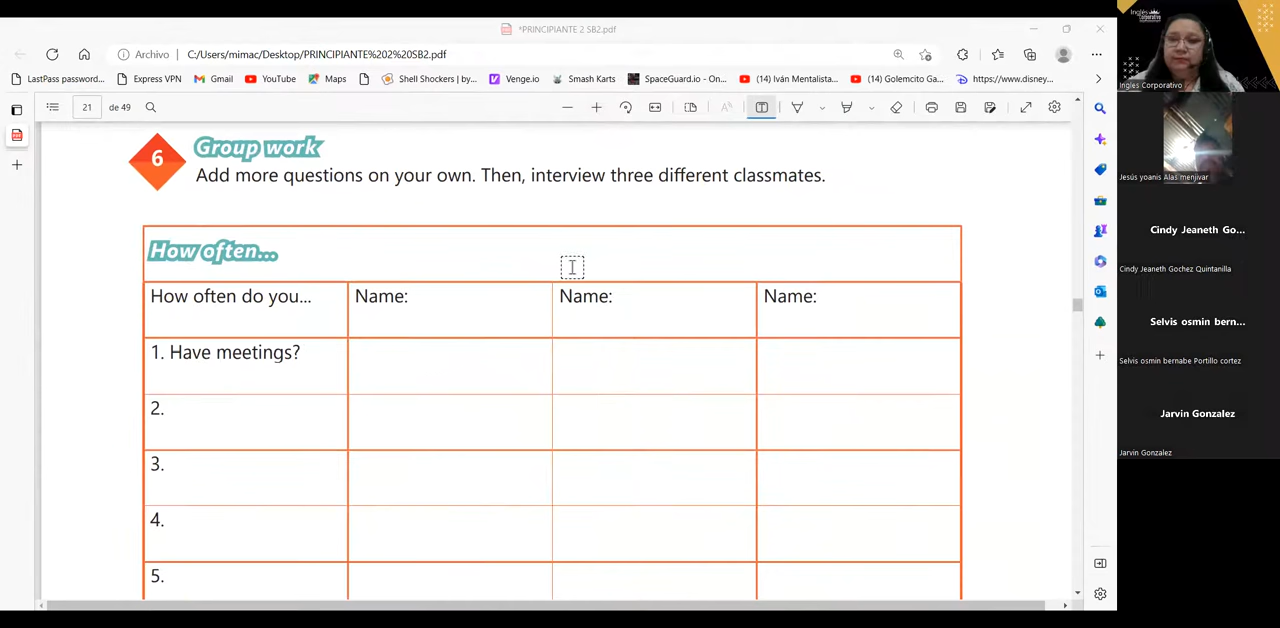 *PRINCIPIANTE 2 SB2.pdf
Archivo
C:/Users/mimac/Desktop/PRINCIPIANTE%202%20SB2.pdf
LastPass password...
Express VPN
Gmail
YouTube
Maps
Shell Shockers | by...
Venge.io
Smash Karts
SpaceGuard.io - On...
(14) Iván Mentalista...
(14) Golemcito Ga...
https://www.disney...
21
de 49
6
Group work
Add more questions on your own. Then, interview three different classmates.
How often...
How often do you...
Name:
Name:
Name:
1. Have meetings?
2.
3.
4.
5.
Inglés
Corporativo
Ingles Corporativo
Jesús yoanis Alas menjivar
Cindy Jeaneth Go...
Cindy Jeaneth Gochez Quintanilla
Selvis osmin bern...
Selvis osmin bernabe Portillo cortez
Jarvin Gonzalez
Jarvin Gonzalez